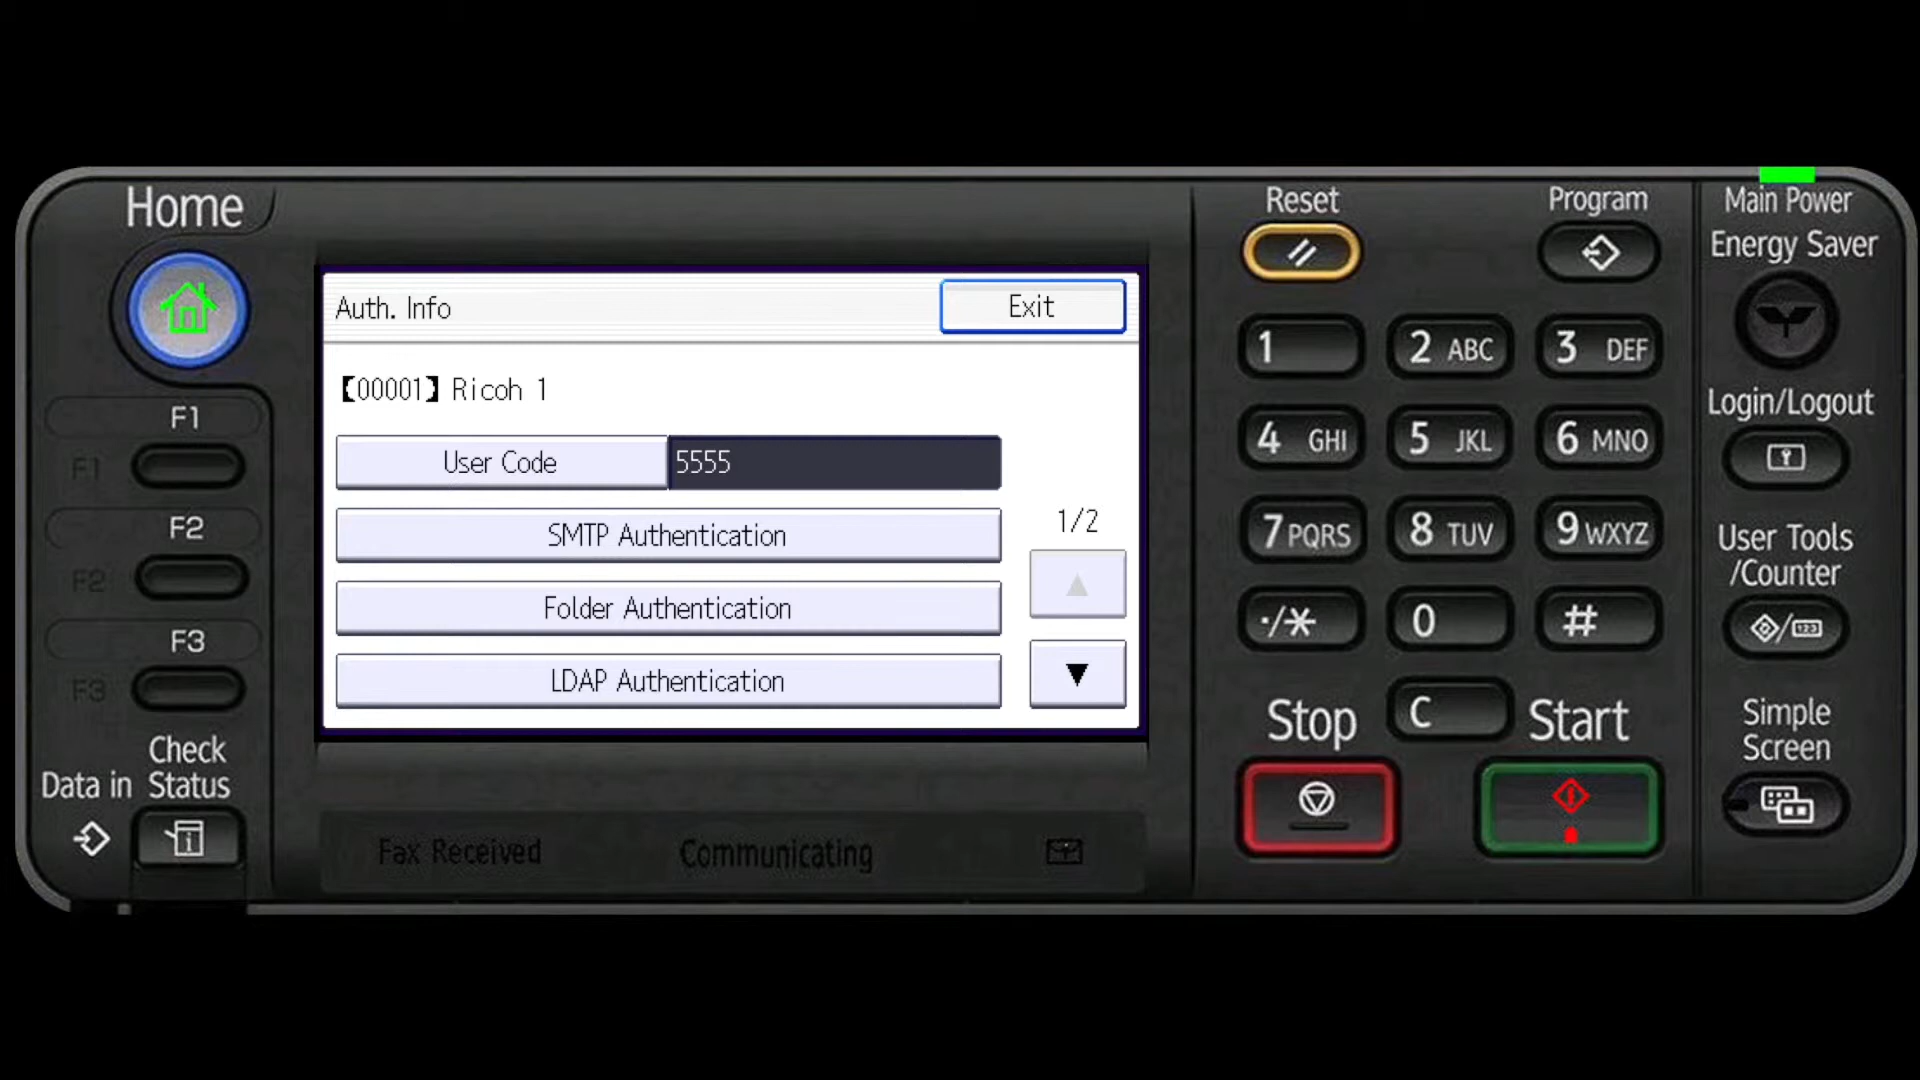 Home
F1
F1
F2
F2
F3
F3
Check
Data in Status
Auth. Info
Exit
【00001】 Ricoh 1
User Code
5555
SMTP Authentication
1/2
Folder Authentication
▲
LDAP Authentication
▼
Fax Received
Communicating
Reset
Program
1
2 ABC
3 DEF
4 GHI
5 JKL
6 MNO
7 PQRS
8 TUV
9 WXYZ
·/*
0
#
Stop
C
Start
Main Power
Energy Saver
Login/Logout
User Tools
/Counter
123
Simple
Screen